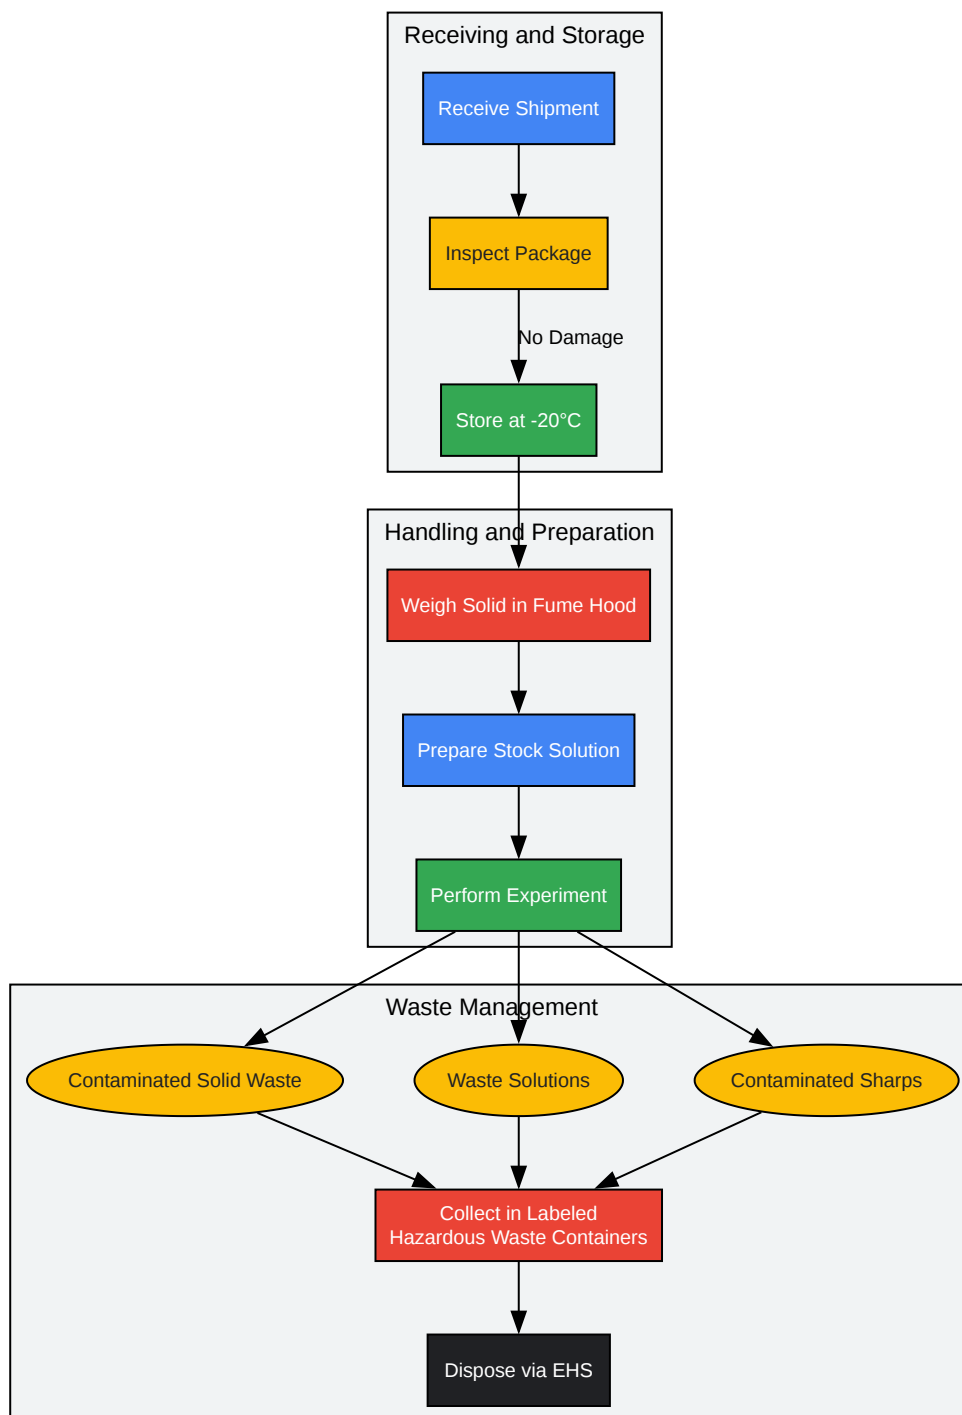 Receiving and Storage
Receive Shipment
Inspect Package
No Damage
Store at -20°C
Handling and Preparation
Weigh Solid in Fume Hood
Prepare Stock Solution
Perform Experiment
Waste Management
Contaminated Solid Waste
Waste Solutions
Contaminated Sharps
Collect in Labeled
Hazardous Waste Containers
Dispose via EHS